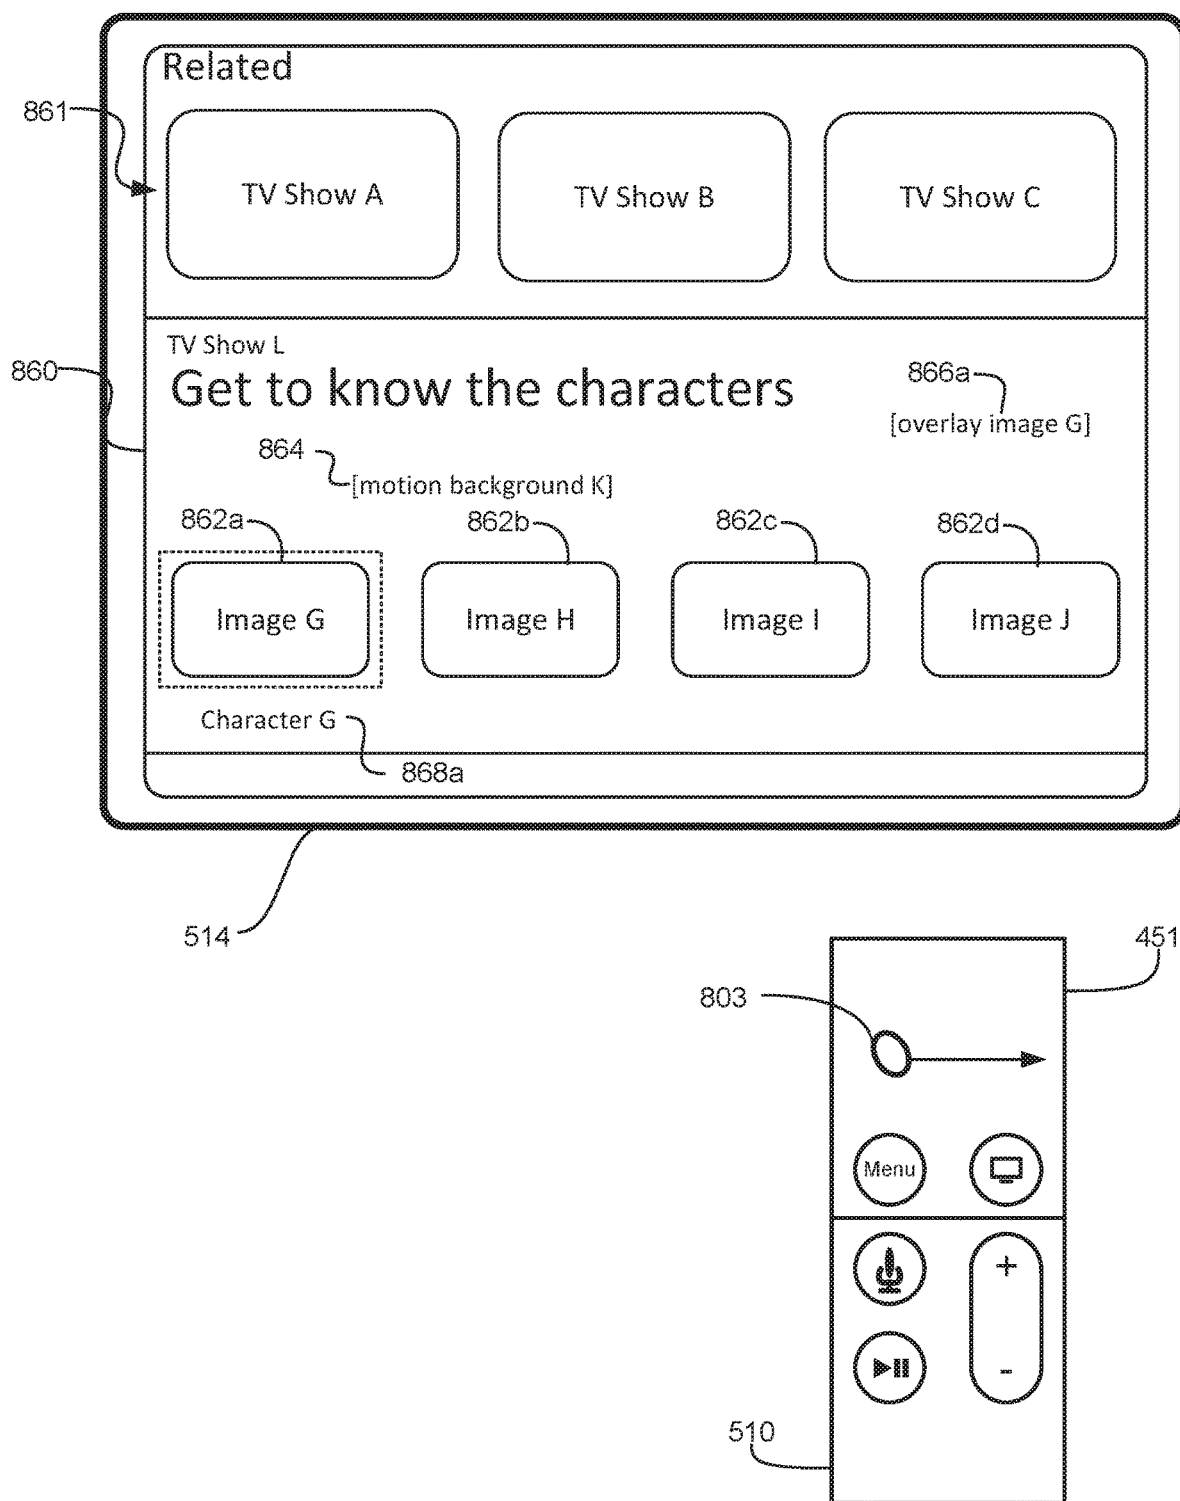 Related
861
TV Show A
TV Show B
TV Show C
TV Show L
860
Get to know the characters
866a
[overlay image G]
864
[motion background K]
862a
862b
862c
862d
Image G
Image H
Image I
Image J
Character G
868a
514
451
803
Menu
+
-
510